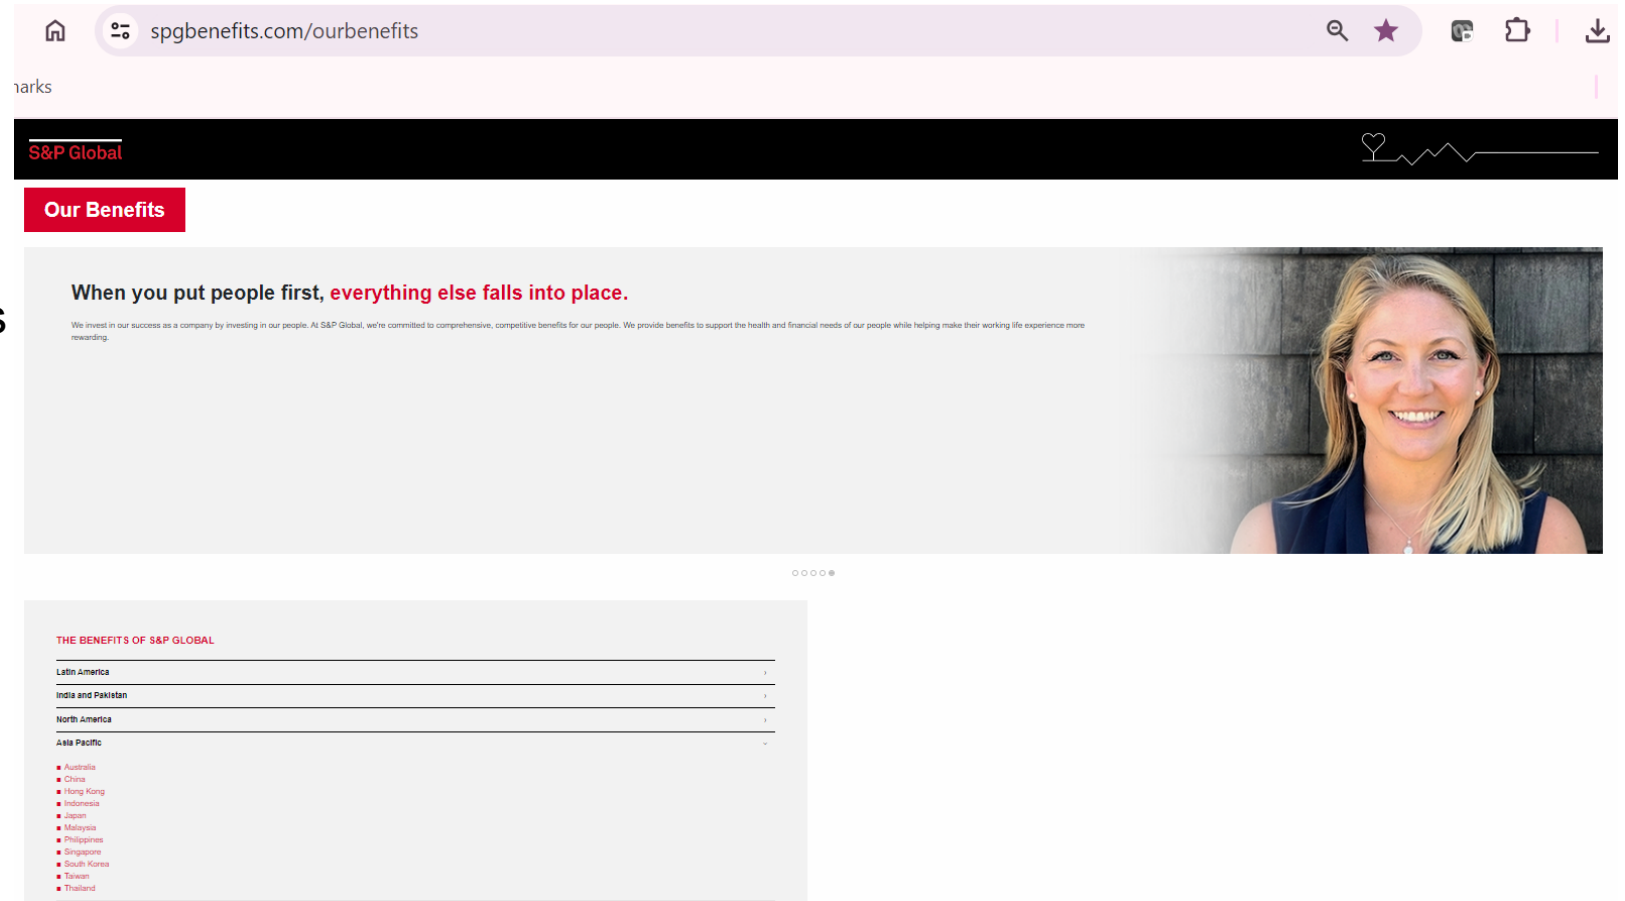 spgbenefits.com/ourbenefits
arks
S&P Global
Our Benefits
When you put people first, everything else falls into place.
We invest in our success as a company by investing in our people. At S&P Global, we're committed to comprehensive, competitive benefits for our people. We provide benefits to support the health and financial needs of our people while helping make their working life experience more
rewarding.
s
THE BENEFITS OF S&P GLOBAL
Latin America
India and Pakistan
North America
Asia Pacific
Australia
China
Hong Kong
Indonesia
Japan
Malaysia
Philippines
Singapore
South Korea
Taiwan
Thailand